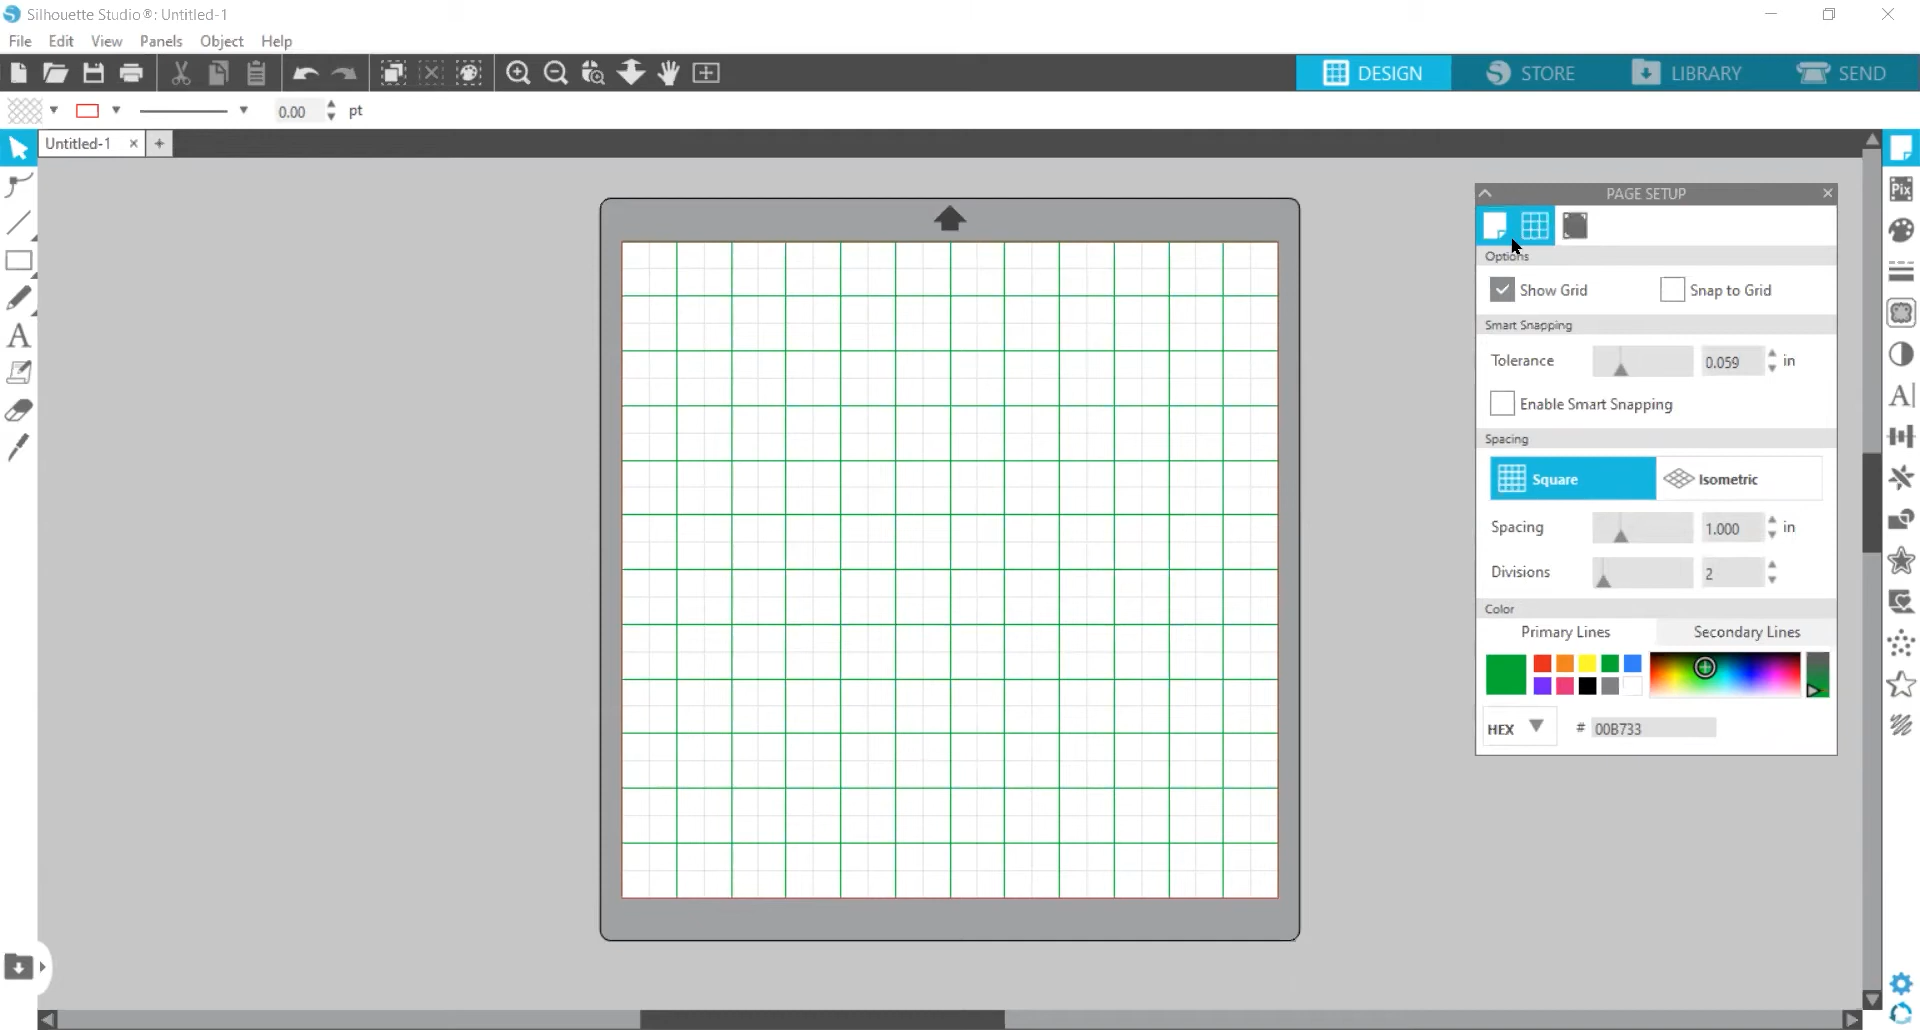 Silhouette Studio®: Untitled-1
File Edit View Panels Object Help
DESIGN STORE LIBRARY SEND
0.00 pt
Untitled-1
PAGE SETUP
Pix
Options
Show Grid Snap to Grid
Smart Snapping
Tolerance 0.059 in
Enable Smart Snapping
Spacing
Square Isometric
Spacing 1.000 in
Divisions 2
Color
Primary Lines Secondary Lines
HEX # 00B733